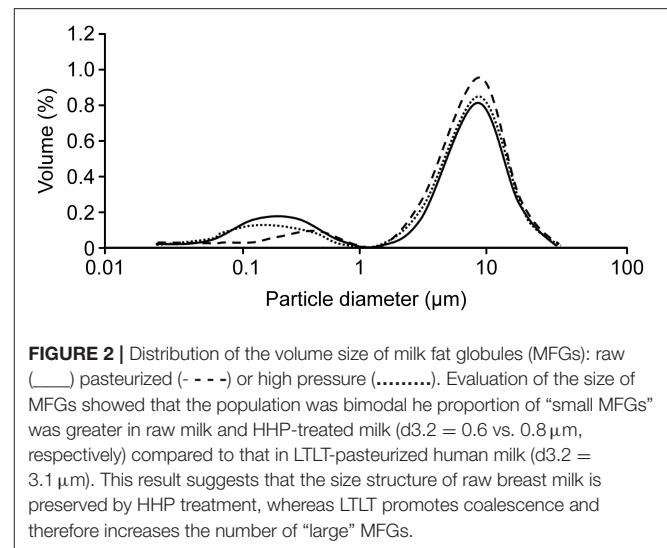 1.2
1.0
0.8
0.6
0.4
0.2
0
Volume (%)
0.01 0.1 1 10 100
Particle diameter (µm)
FIGURE 2 | Distribution of the volume size of milk fat globules (MFGs): raw
(____) pasteurized (- - - -) or high pressure (.........). Evaluation of the size of
MFGs showed that the population was bimodal he proportion of “small MFGs”
was greater in raw milk and HHP-treated milk (d3.2 = 0.6 vs. 0.8 µm,
respectively) compared to that in LTLT-pasteurized human milk (d3.2 =
3.1 µm). This result suggests that the size structure of raw breast milk is
preserved by HHP treatment, whereas LTLT promotes coalescence and
therefore increases the number of “large” MFGs.